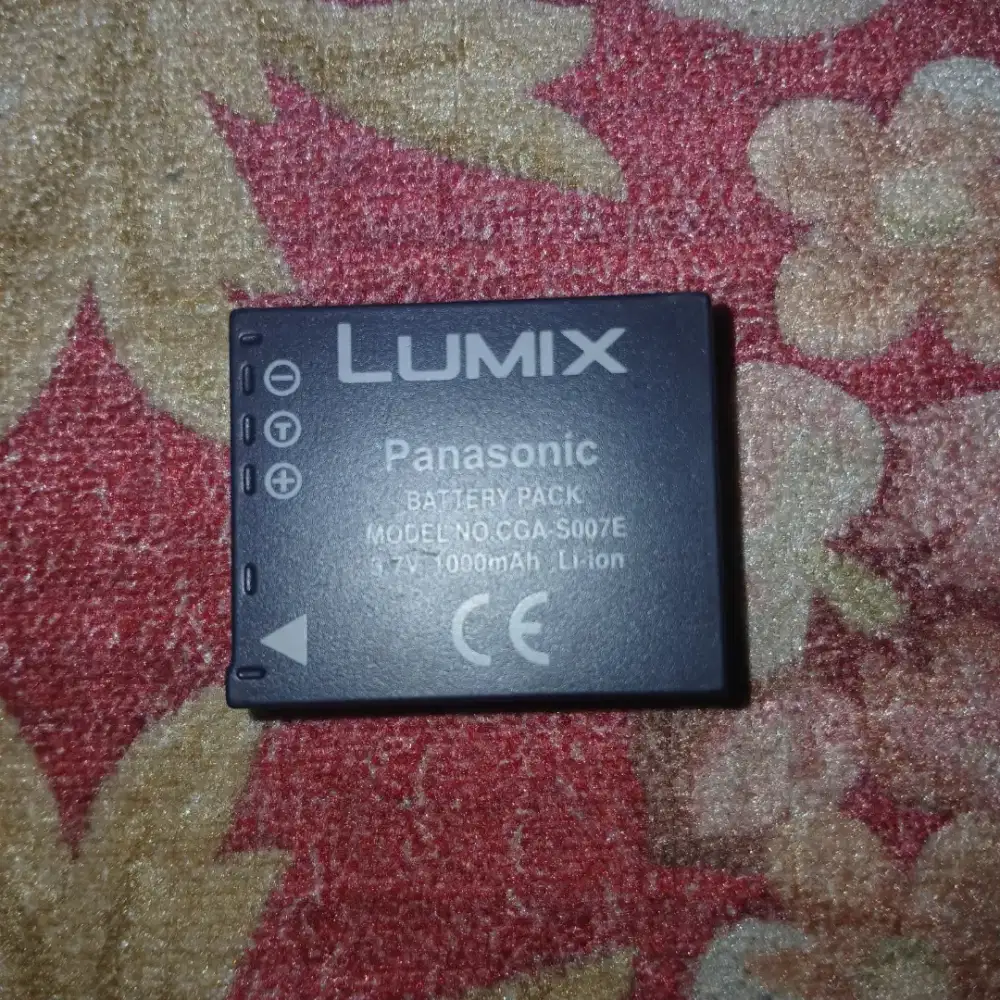 LUMIX
Panasonic
BATTERY PACK
MODEL NO.CGA-S007E
3.7V 1000mAh Li-ion
CE
−
T
+